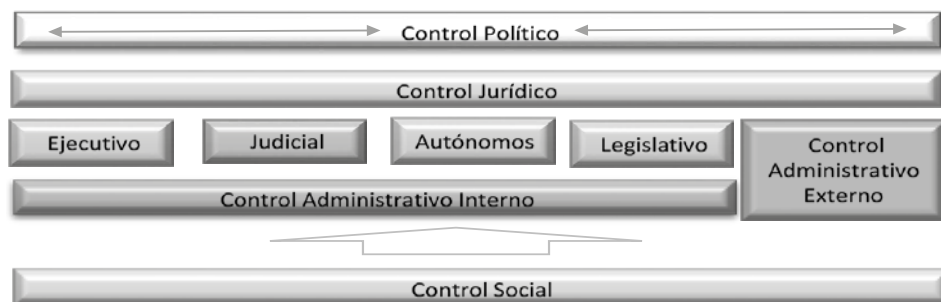 Control Político
Control Jurídico
Ejecutivo
Judicial
Autónomos
Legislativo
Control
Administrativo
Externo
Control Administrativo Interno
Control Social